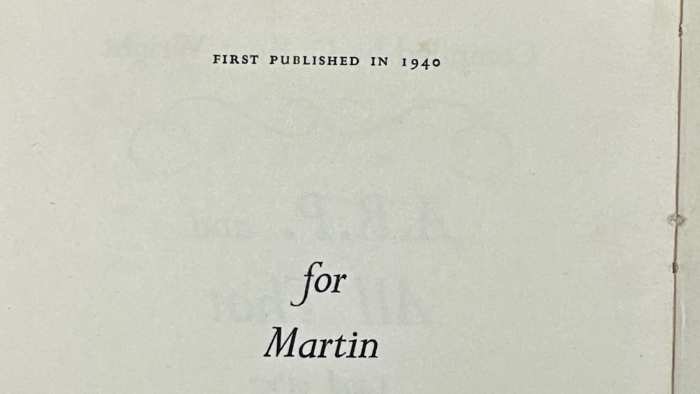 FIRST PUBLISHED IN 1940
for
Martin